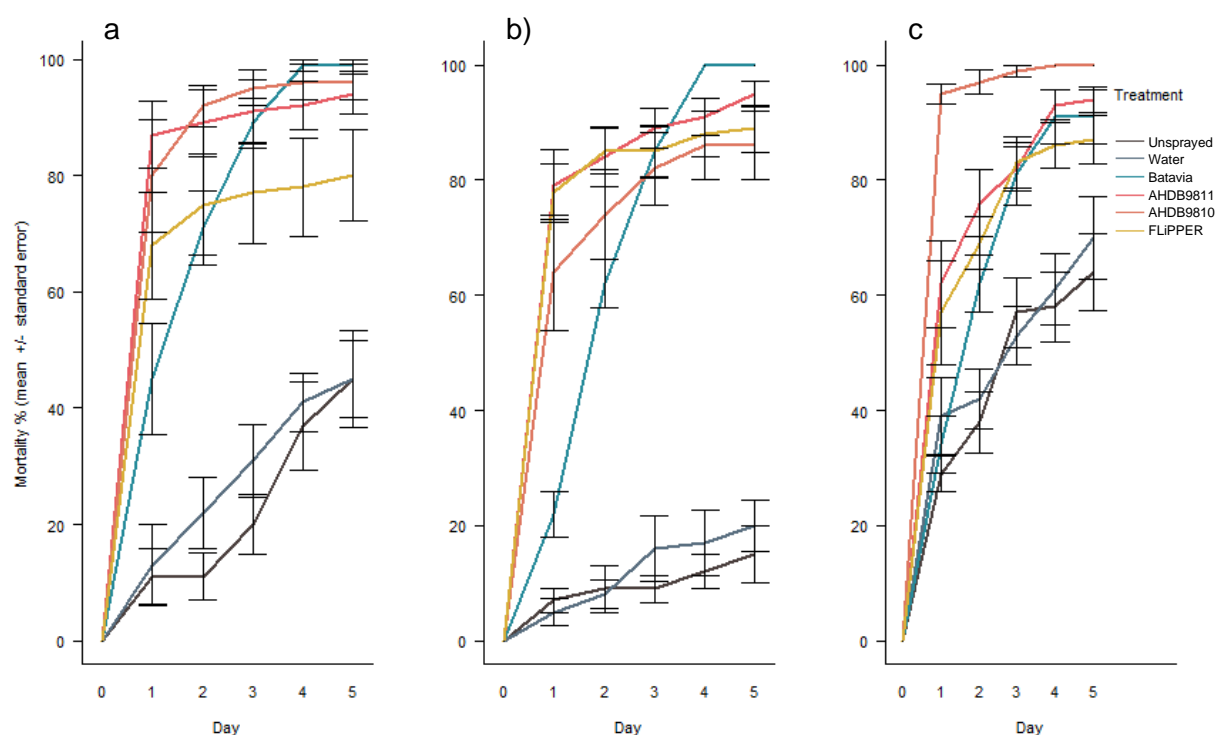 a
b)
c
Mortality % (mean +/- standard error)
100
80
60
40
20
0
0 1 2 3 4 5
Day
100
80
60
40
20
0
0 1 2 3 4 5
Day
100
80
60
40
20
0
0 1 2 3 4 5
Day
Treatment
Unsprayed
Water
Batavia
AHDB9811
AHDB9810
FLiPPER